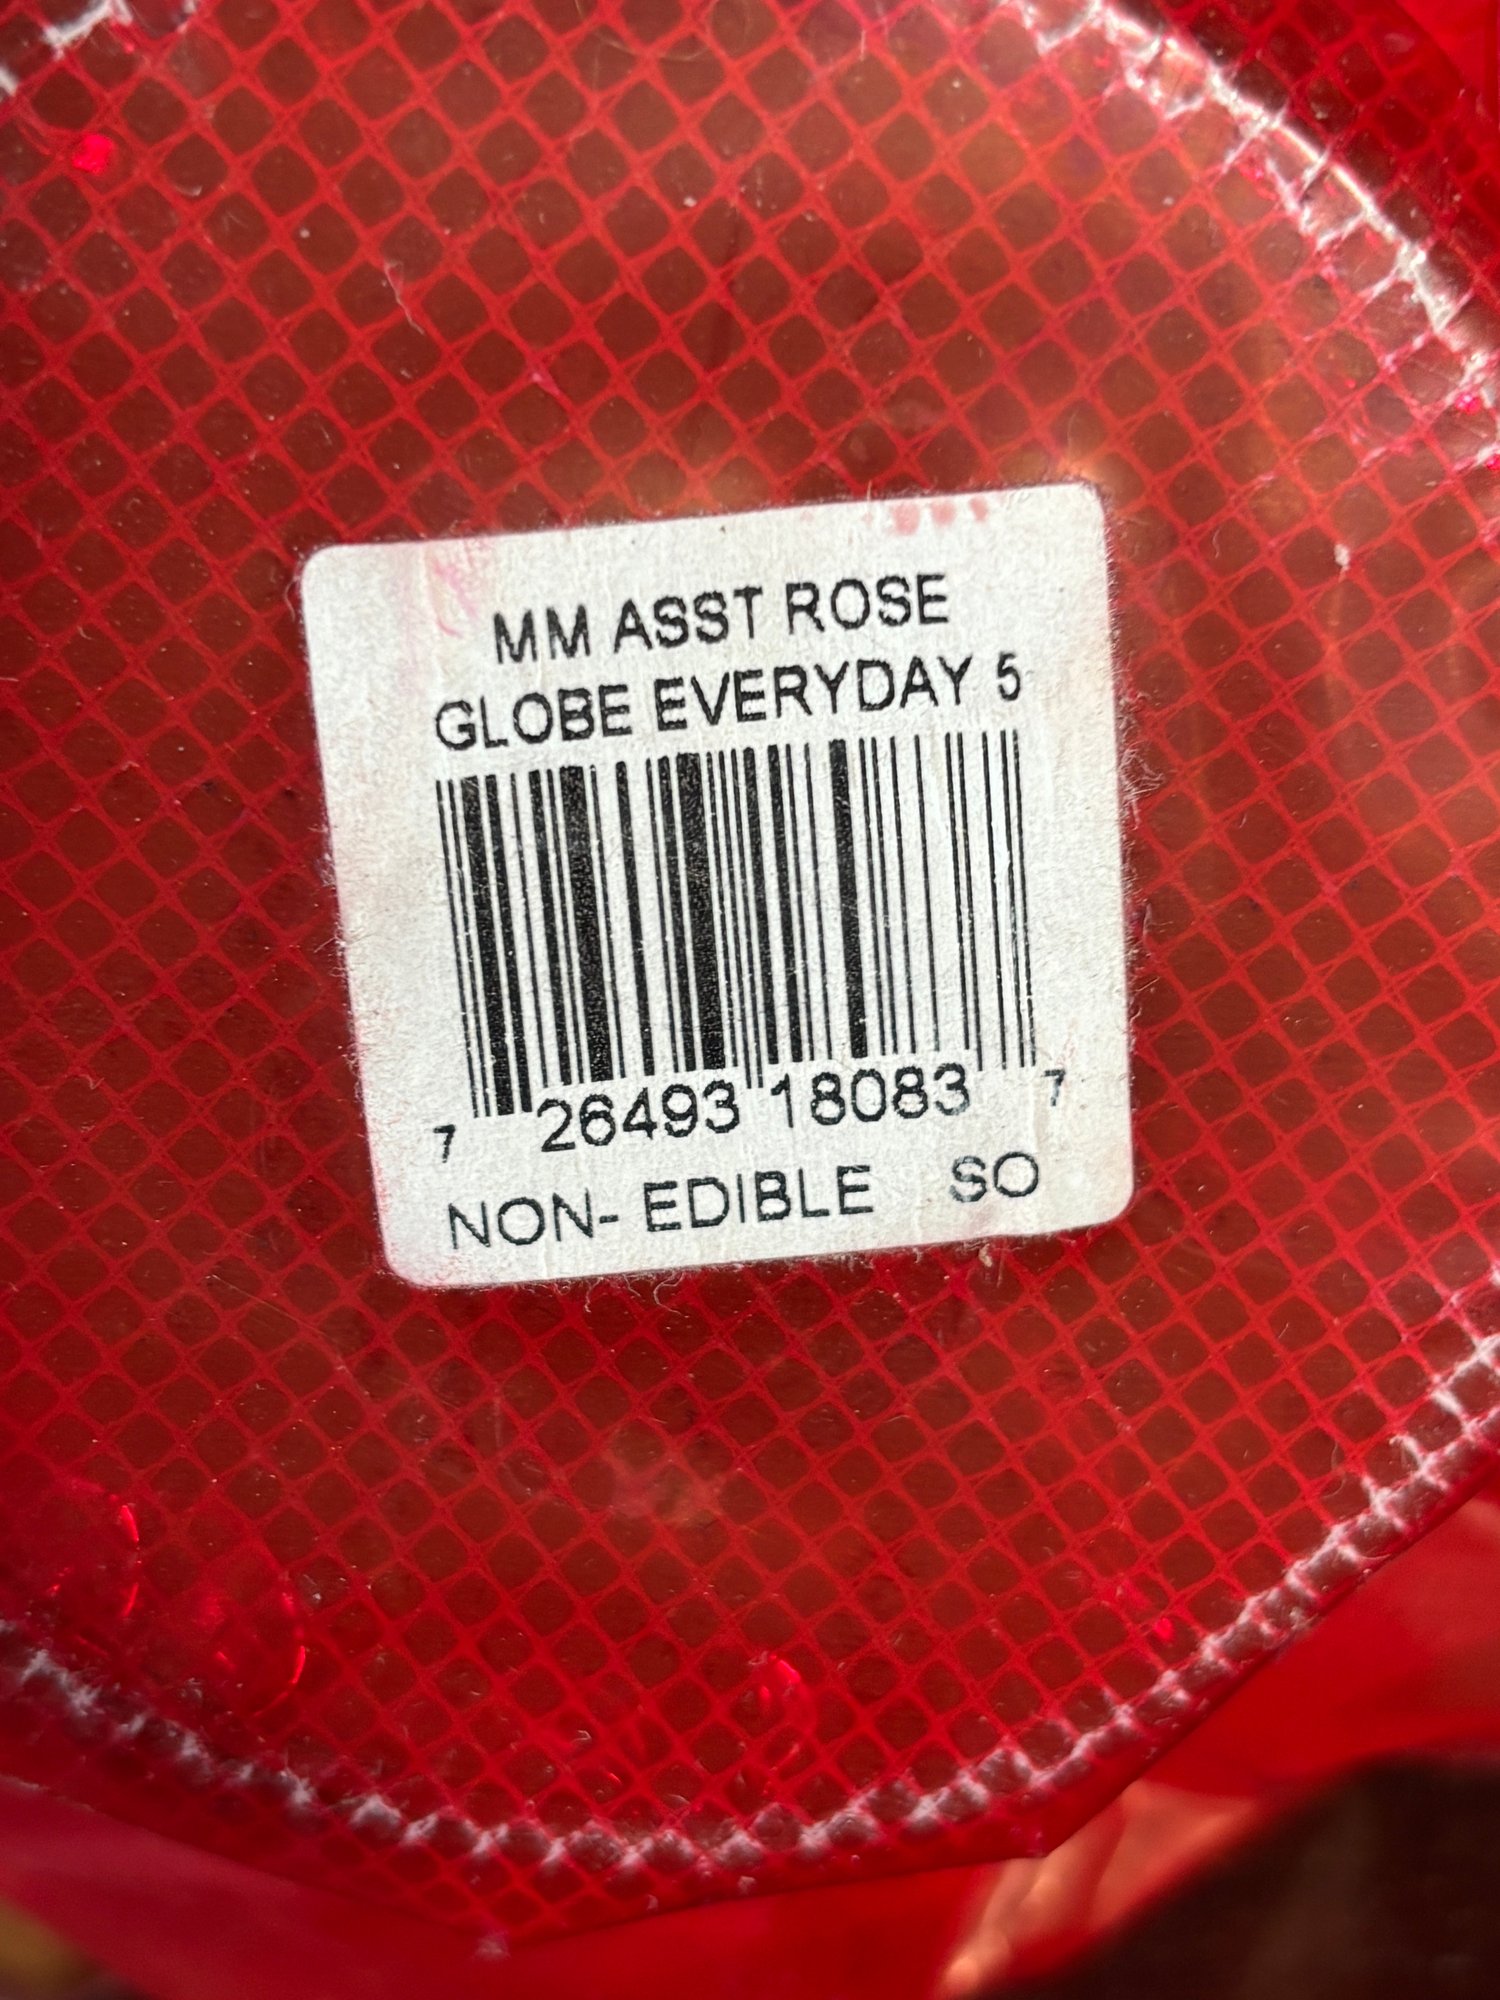 MM ASST ROSE
GLOBE EVERYDAY 5
7 26493 18083 7
NON- EDIBLE SO